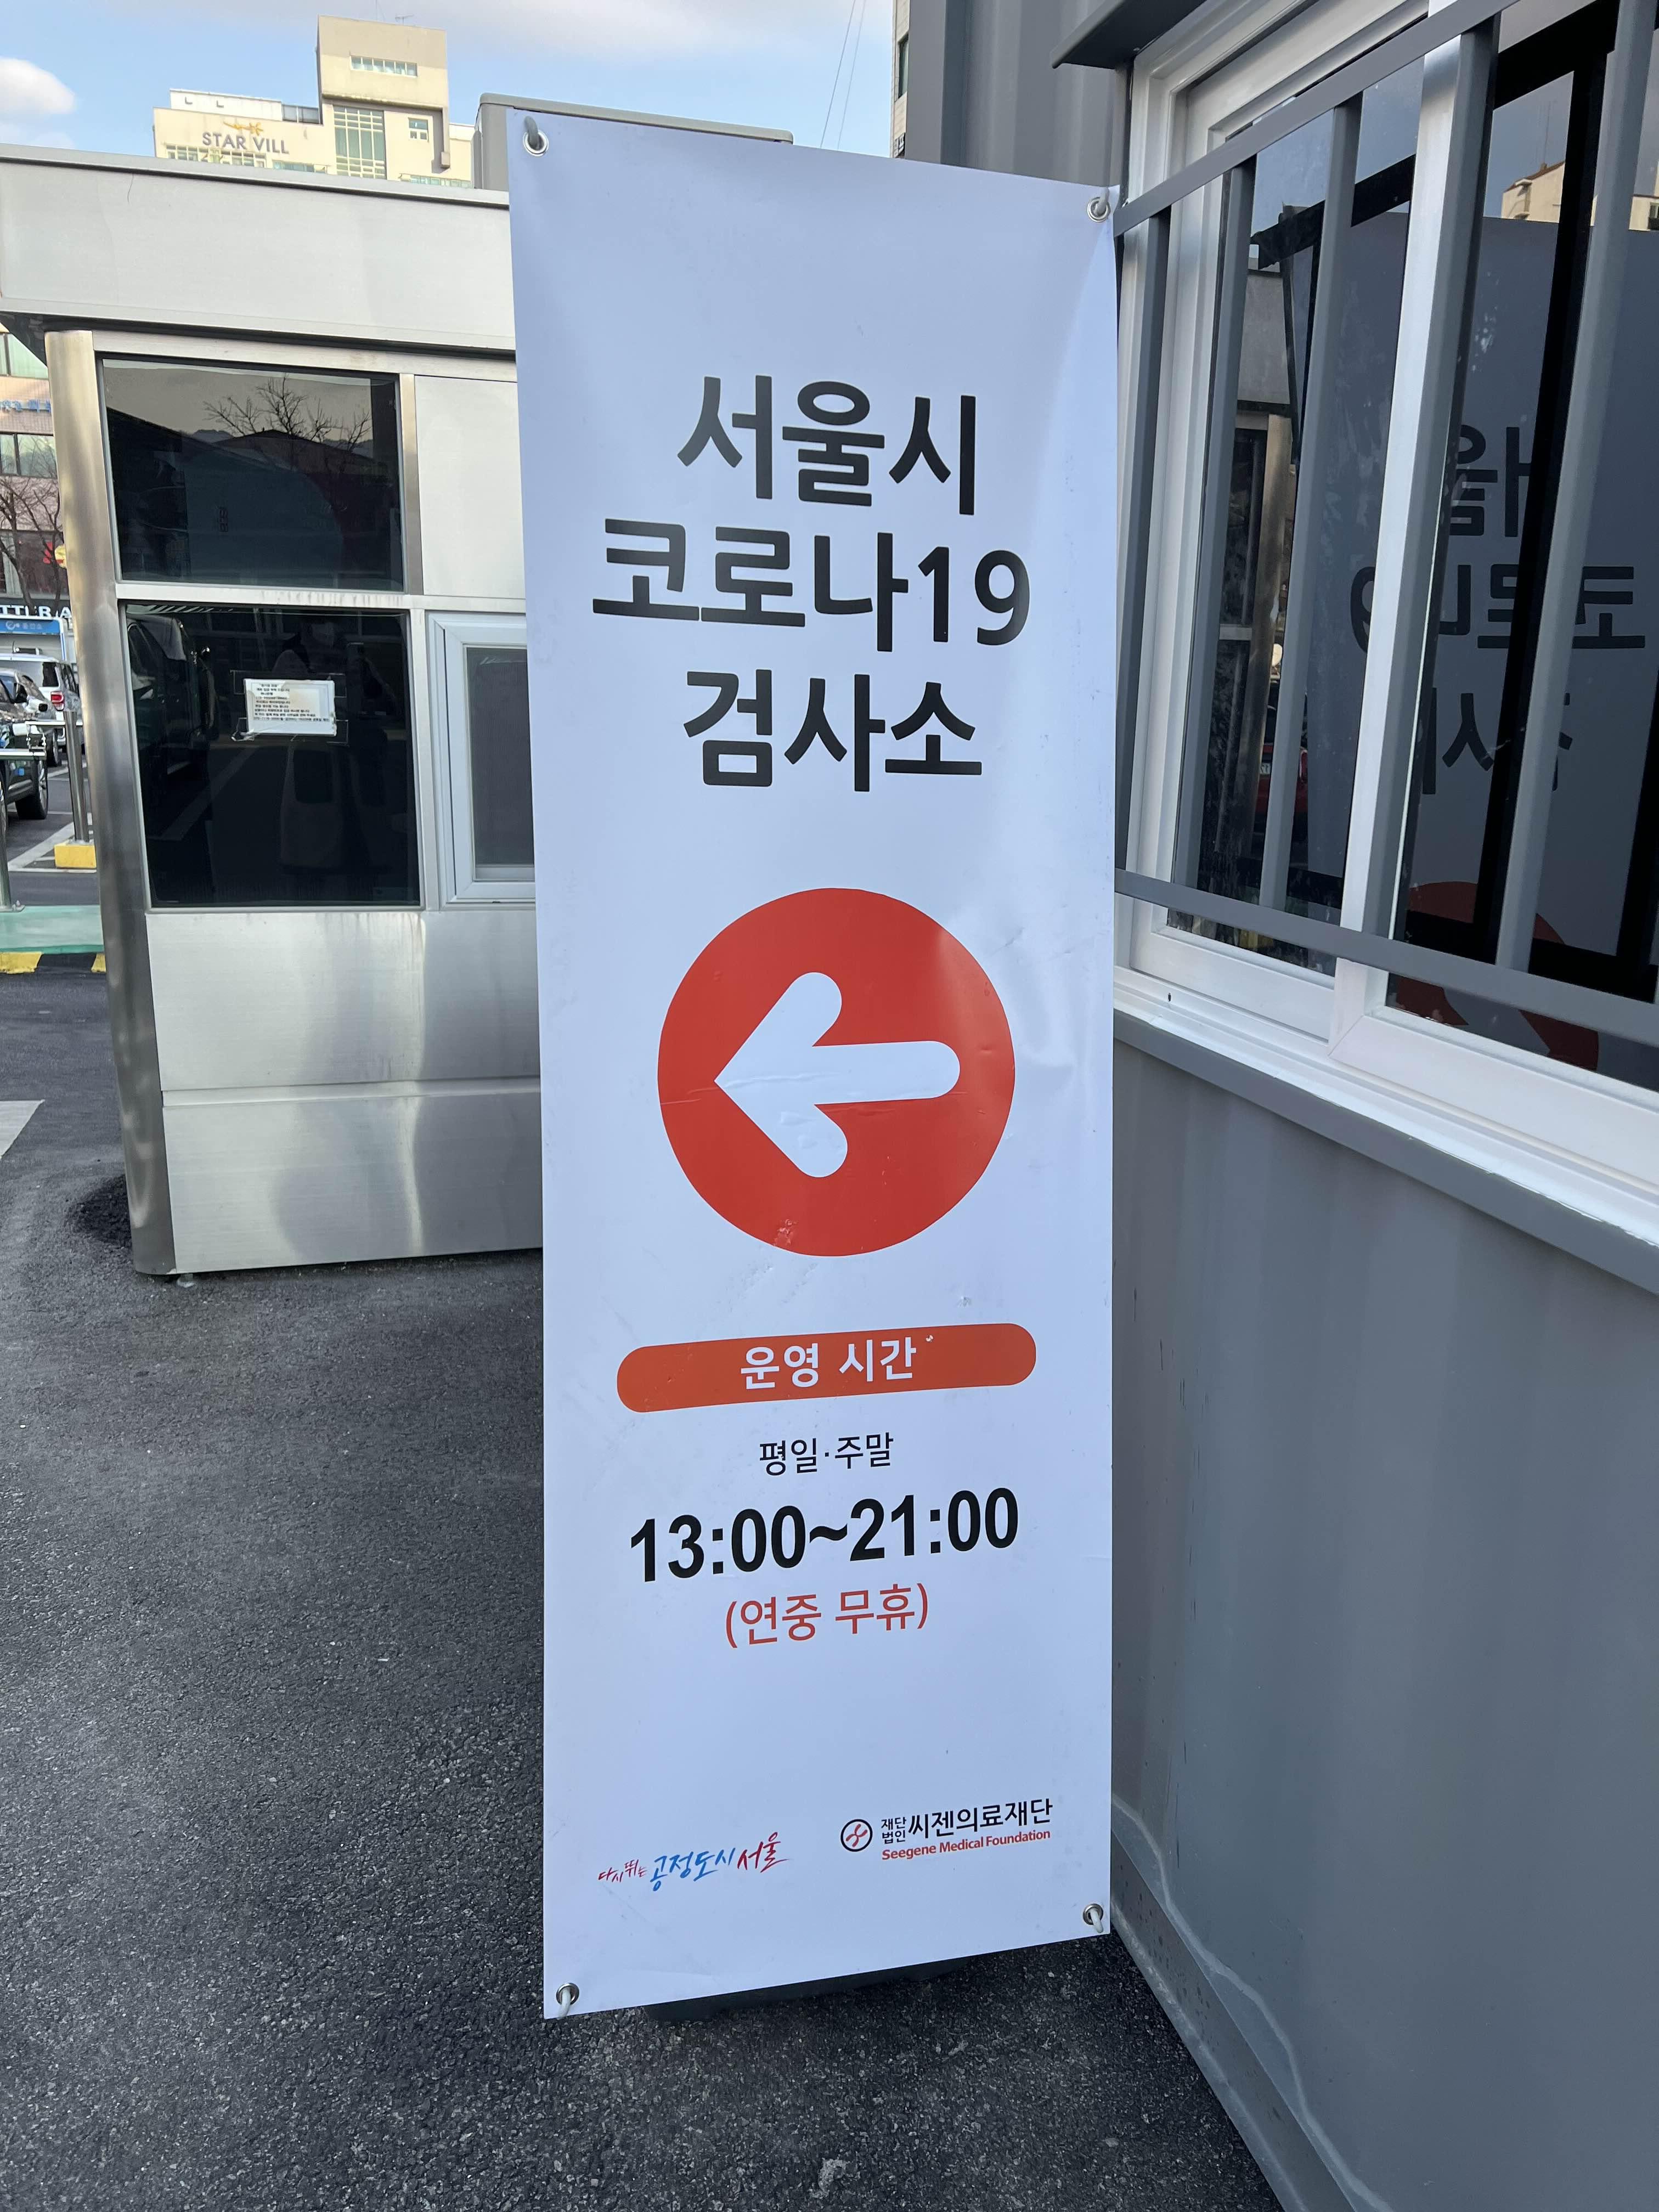 STAR VILL
서울시
코로나19
검사소
운영 시간
평일·주말
13:00~21:00
(연중 무휴)
다시뛰는 공정도시 서울
재단
법인 씨젠의료재단
Seegene Medical Foundation